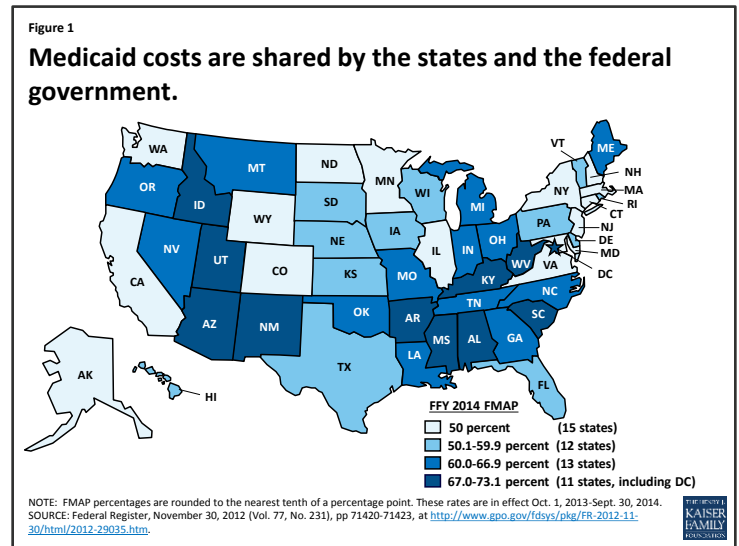 Figure 1
Medicaid costs are shared by the states and the federal
government.
WA
MT
ND
MN
VT
ME
OR
ID
WY
SD
WI
MI
NY
NH
MA
RI
CT
NJ
DE
MD
DC
NV
UT
CO
NE
IA
IL
IN
OH
PA
WV
VA
CA
KS
MO
KY
NC
TN
AZ
NM
OK
AR
SC
MS
AL
GA
LA
TX
FL
AK
HI
FFY 2014 FMAP
50 percent (15 states)
50.1-59.9 percent (12 states)
60.0-66.9 percent (13 states)
67.0-73.1 percent (11 states, including DC)
NOTE: FMAP percentages are rounded to the nearest tenth of a percentage point. These rates are in effect Oct. 1, 2013-Sept. 30, 2014.
SOURCE: Federal Register, November 30, 2012 (Vol. 77, No. 231), pp 71420-71423, at http://www.gpo.gov/fdsys/pkg/FR-2012-11-
30/html/2012-29035.htm.
THE HENRY J.
KAISER
FAMILY
FOUNDATION